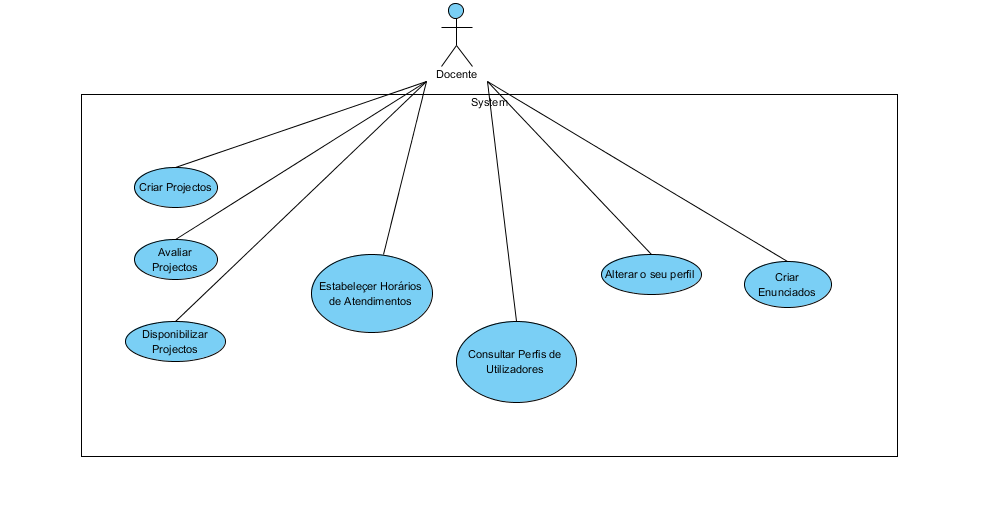 Docente
System
Criar Projectos
Avaliar
Projectos
Disponibilizar
Projectos
Estabeleçer Horários
de Atendimentos
Consultar Perfis de
Utilizadores
Alterar o seu perfil
Criar
Enunciados